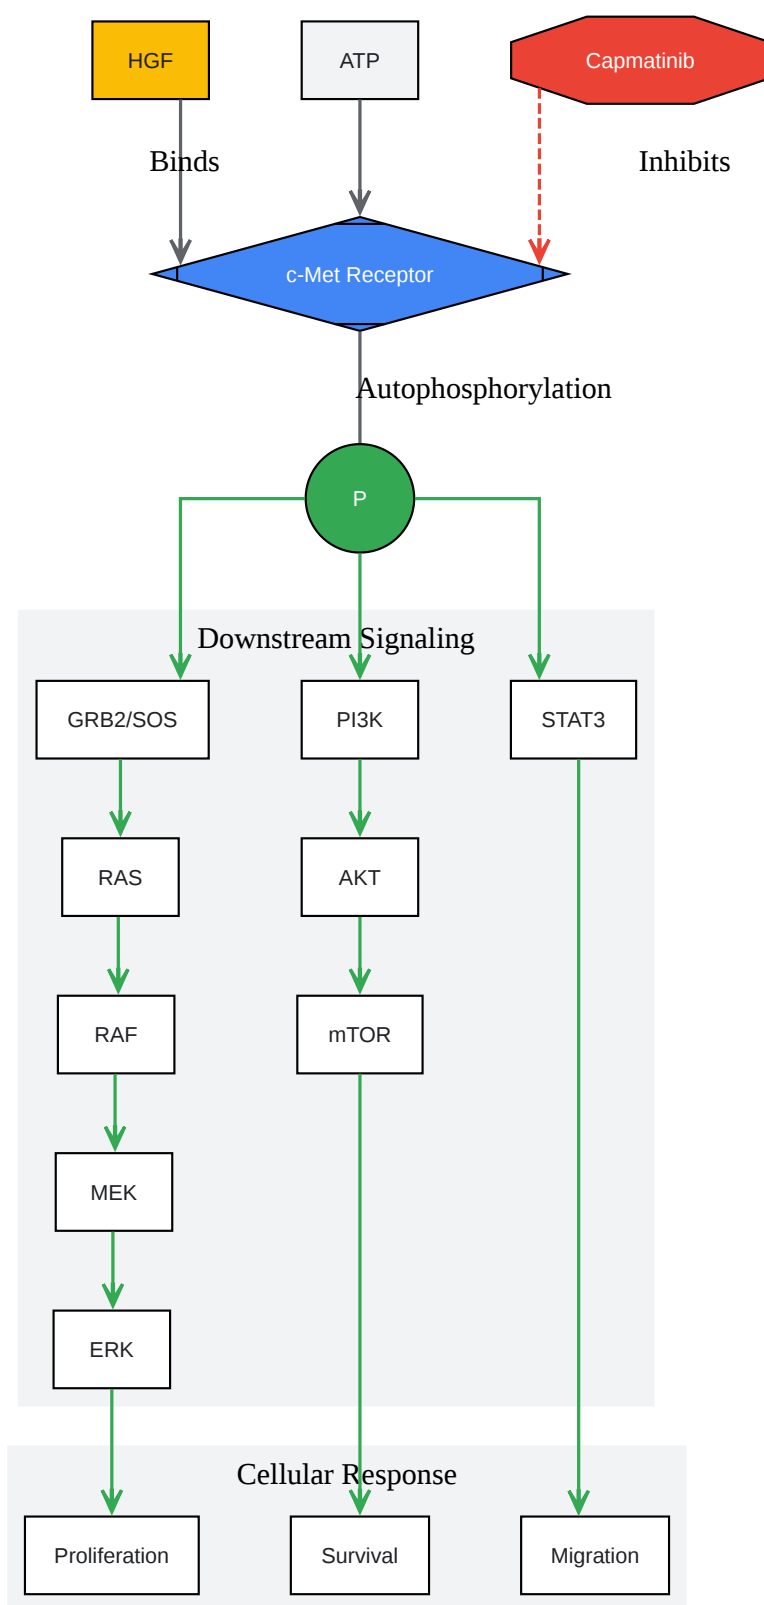 HGF
ATP
Capmatinib
Binds
Inhibits
c-Met Receptor
Autophosphorylation
P
Downstream Signaling
GRB2/SOS
PI3K
STAT3
RAS
AKT
RAF
mTOR
MEK
ERK
Cellular Response
Proliferation
Survival
Migration